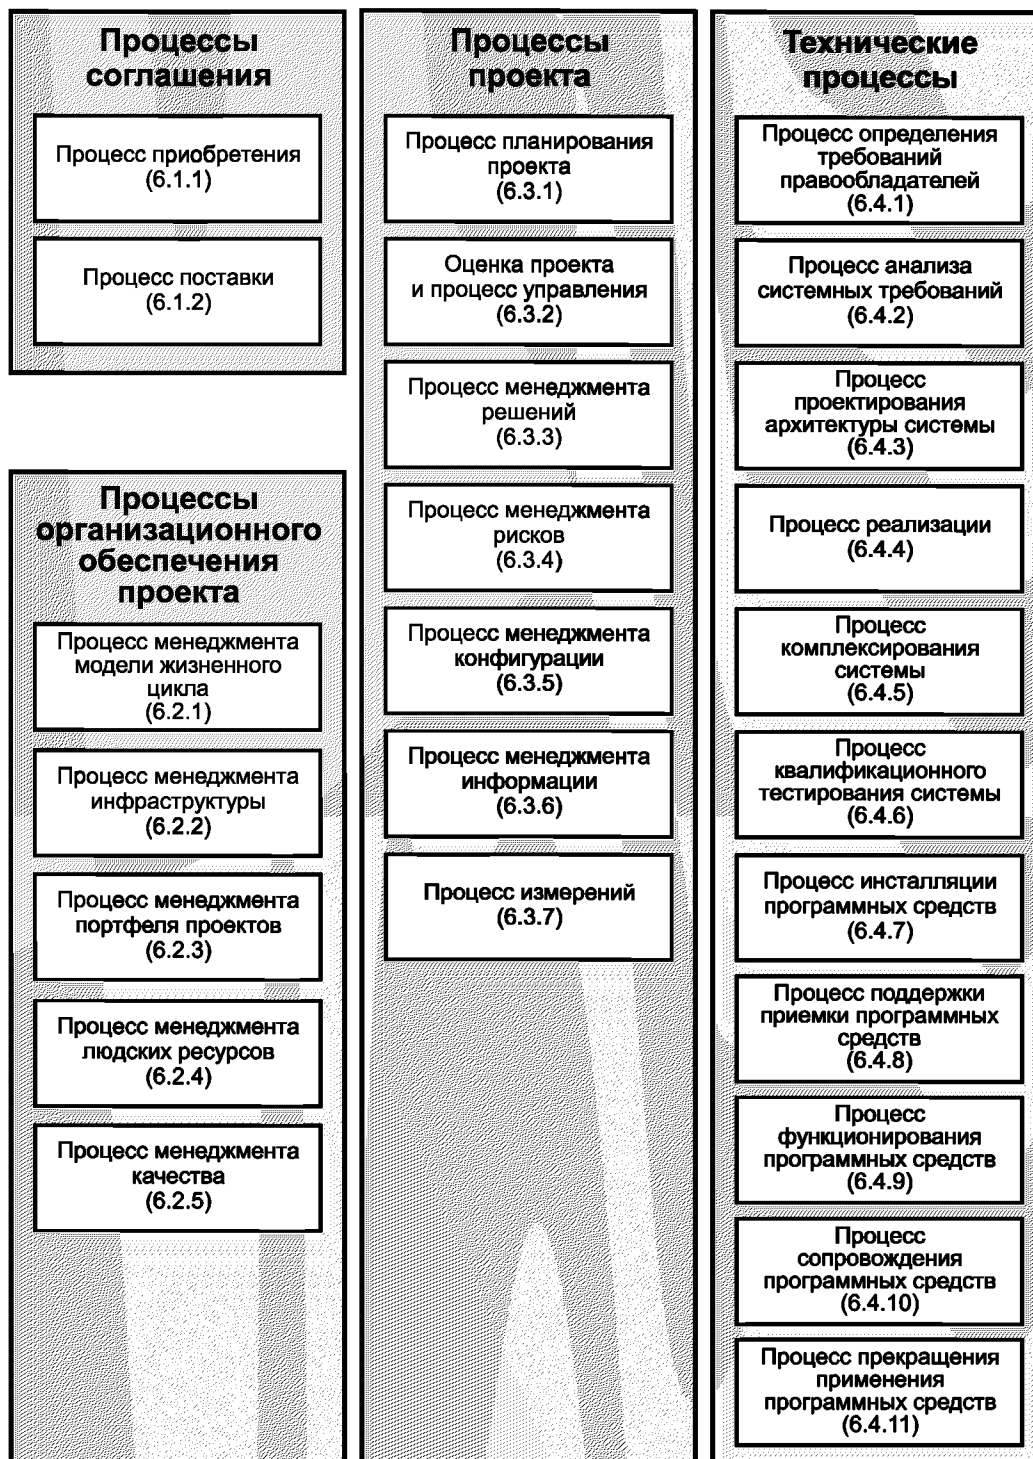 Процессы
соглашения
Процесс приобретения
(6.1.1)
Процесс поставки
(6.1.2)
Процессы
организационного
обеспечения
проекта
Процесс менеджмента
модели жизненного
цикла
(6.2.1)
Процесс менеджмента
инфраструктуры
(6.2.2)
Процесс менеджмента
портфеля проектов
(6.2.3)
Процесс менеджмента
людских ресурсов
(6.2.4)
Процесс менеджмента
качества
(6.2.5)
Процессы
проекта
Процесс планирования
проекта
(6.3.1)
Оценка проекта
и процесс управления
(6.3.2)
Процесс менеджмента
решений
(6.3.3)
Процесс менеджмента
рисков
(6.3.4)
Процесс менеджмента
конфигурации
(6.3.5)
Процесс менеджмента
информации
(6.3.6)
Процесс измерений
(6.3.7)
Технические
процессы
Процесс определения
требований
правообладателей
(6.4.1)
Процесс анализа
системных требований
(6.4.2)
Процесс
проектирования
архитектуры системы
(6.4.3)
Процесс реализации
(6.4.4)
Процесс
комплексирования
системы
(6.4.5)
Процесс
квалификационного
тестирования системы
(6.4.6)
Процесс инсталляции
программных средств
(6.4.7)
Процесс поддержки
приемки программных
средств
(6.4.8)
Процесс
функционирования
программных средств
(6.4.9)
Процесс
сопровождения
программных средств
(6.4.10)
Процесс прекращения
применения
программных средств
(6.4.11)